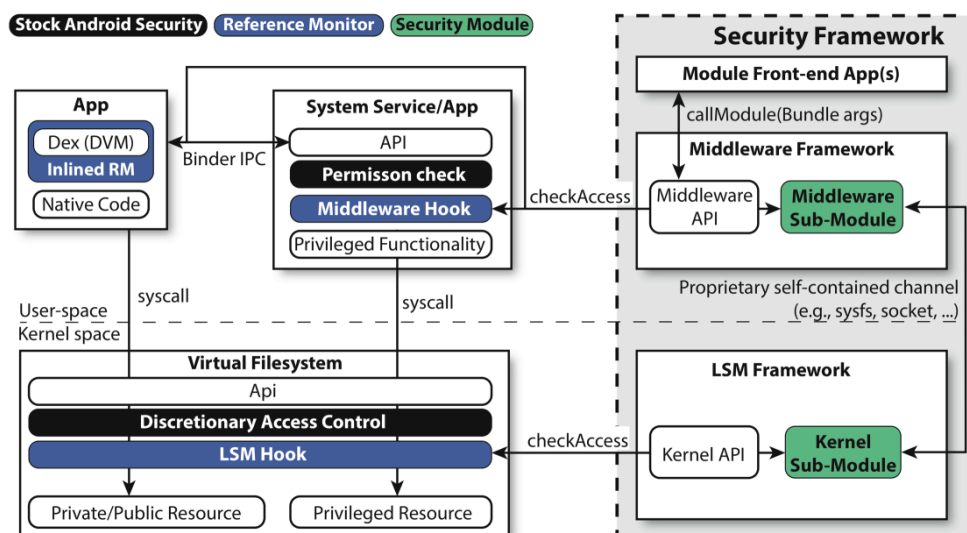 Stock Android Security
Reference Monitor
Security Module
Security Framework
Module Front-end App(s)
callModule(Bundle args)
App
Dex (DVM)
Inlined RM
Native Code
Binder IPC
System Service/App
API
Permisson check
Middleware Hook
Privileged Functionality
checkAccess
Middleware Framework
Middleware
API
Middleware
Sub-Module
syscall
syscall
Proprietary self-contained channel
(e.g., sysfs, socket, ...)
User-space
Kernel space
Virtual Filesystem
Api
Discretionary Access Control
LSM Hook
Private/Public Resource
Privileged Resource
checkAccess
LSM Framework
Kernel API
Kernel
Sub-Module